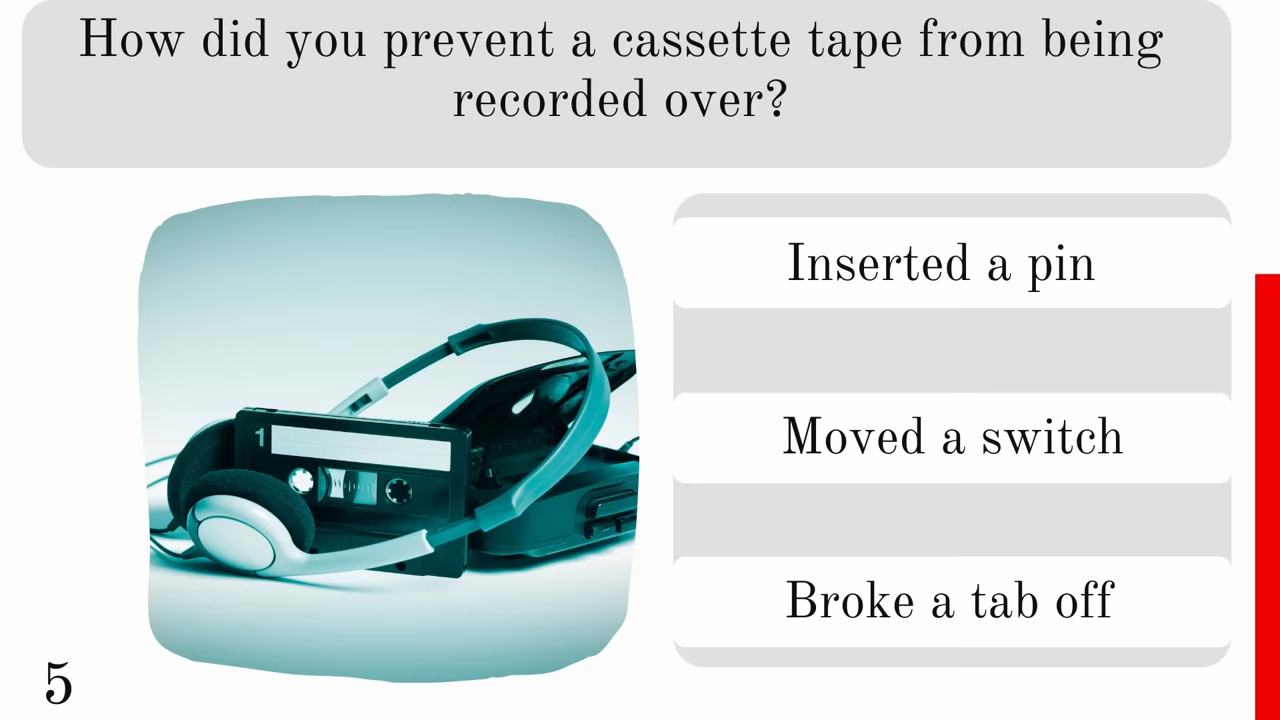 How did you prevent a cassette tape from being
recorded over?
1
Inserted a pin
Moved a switch
Broke a tab off
5